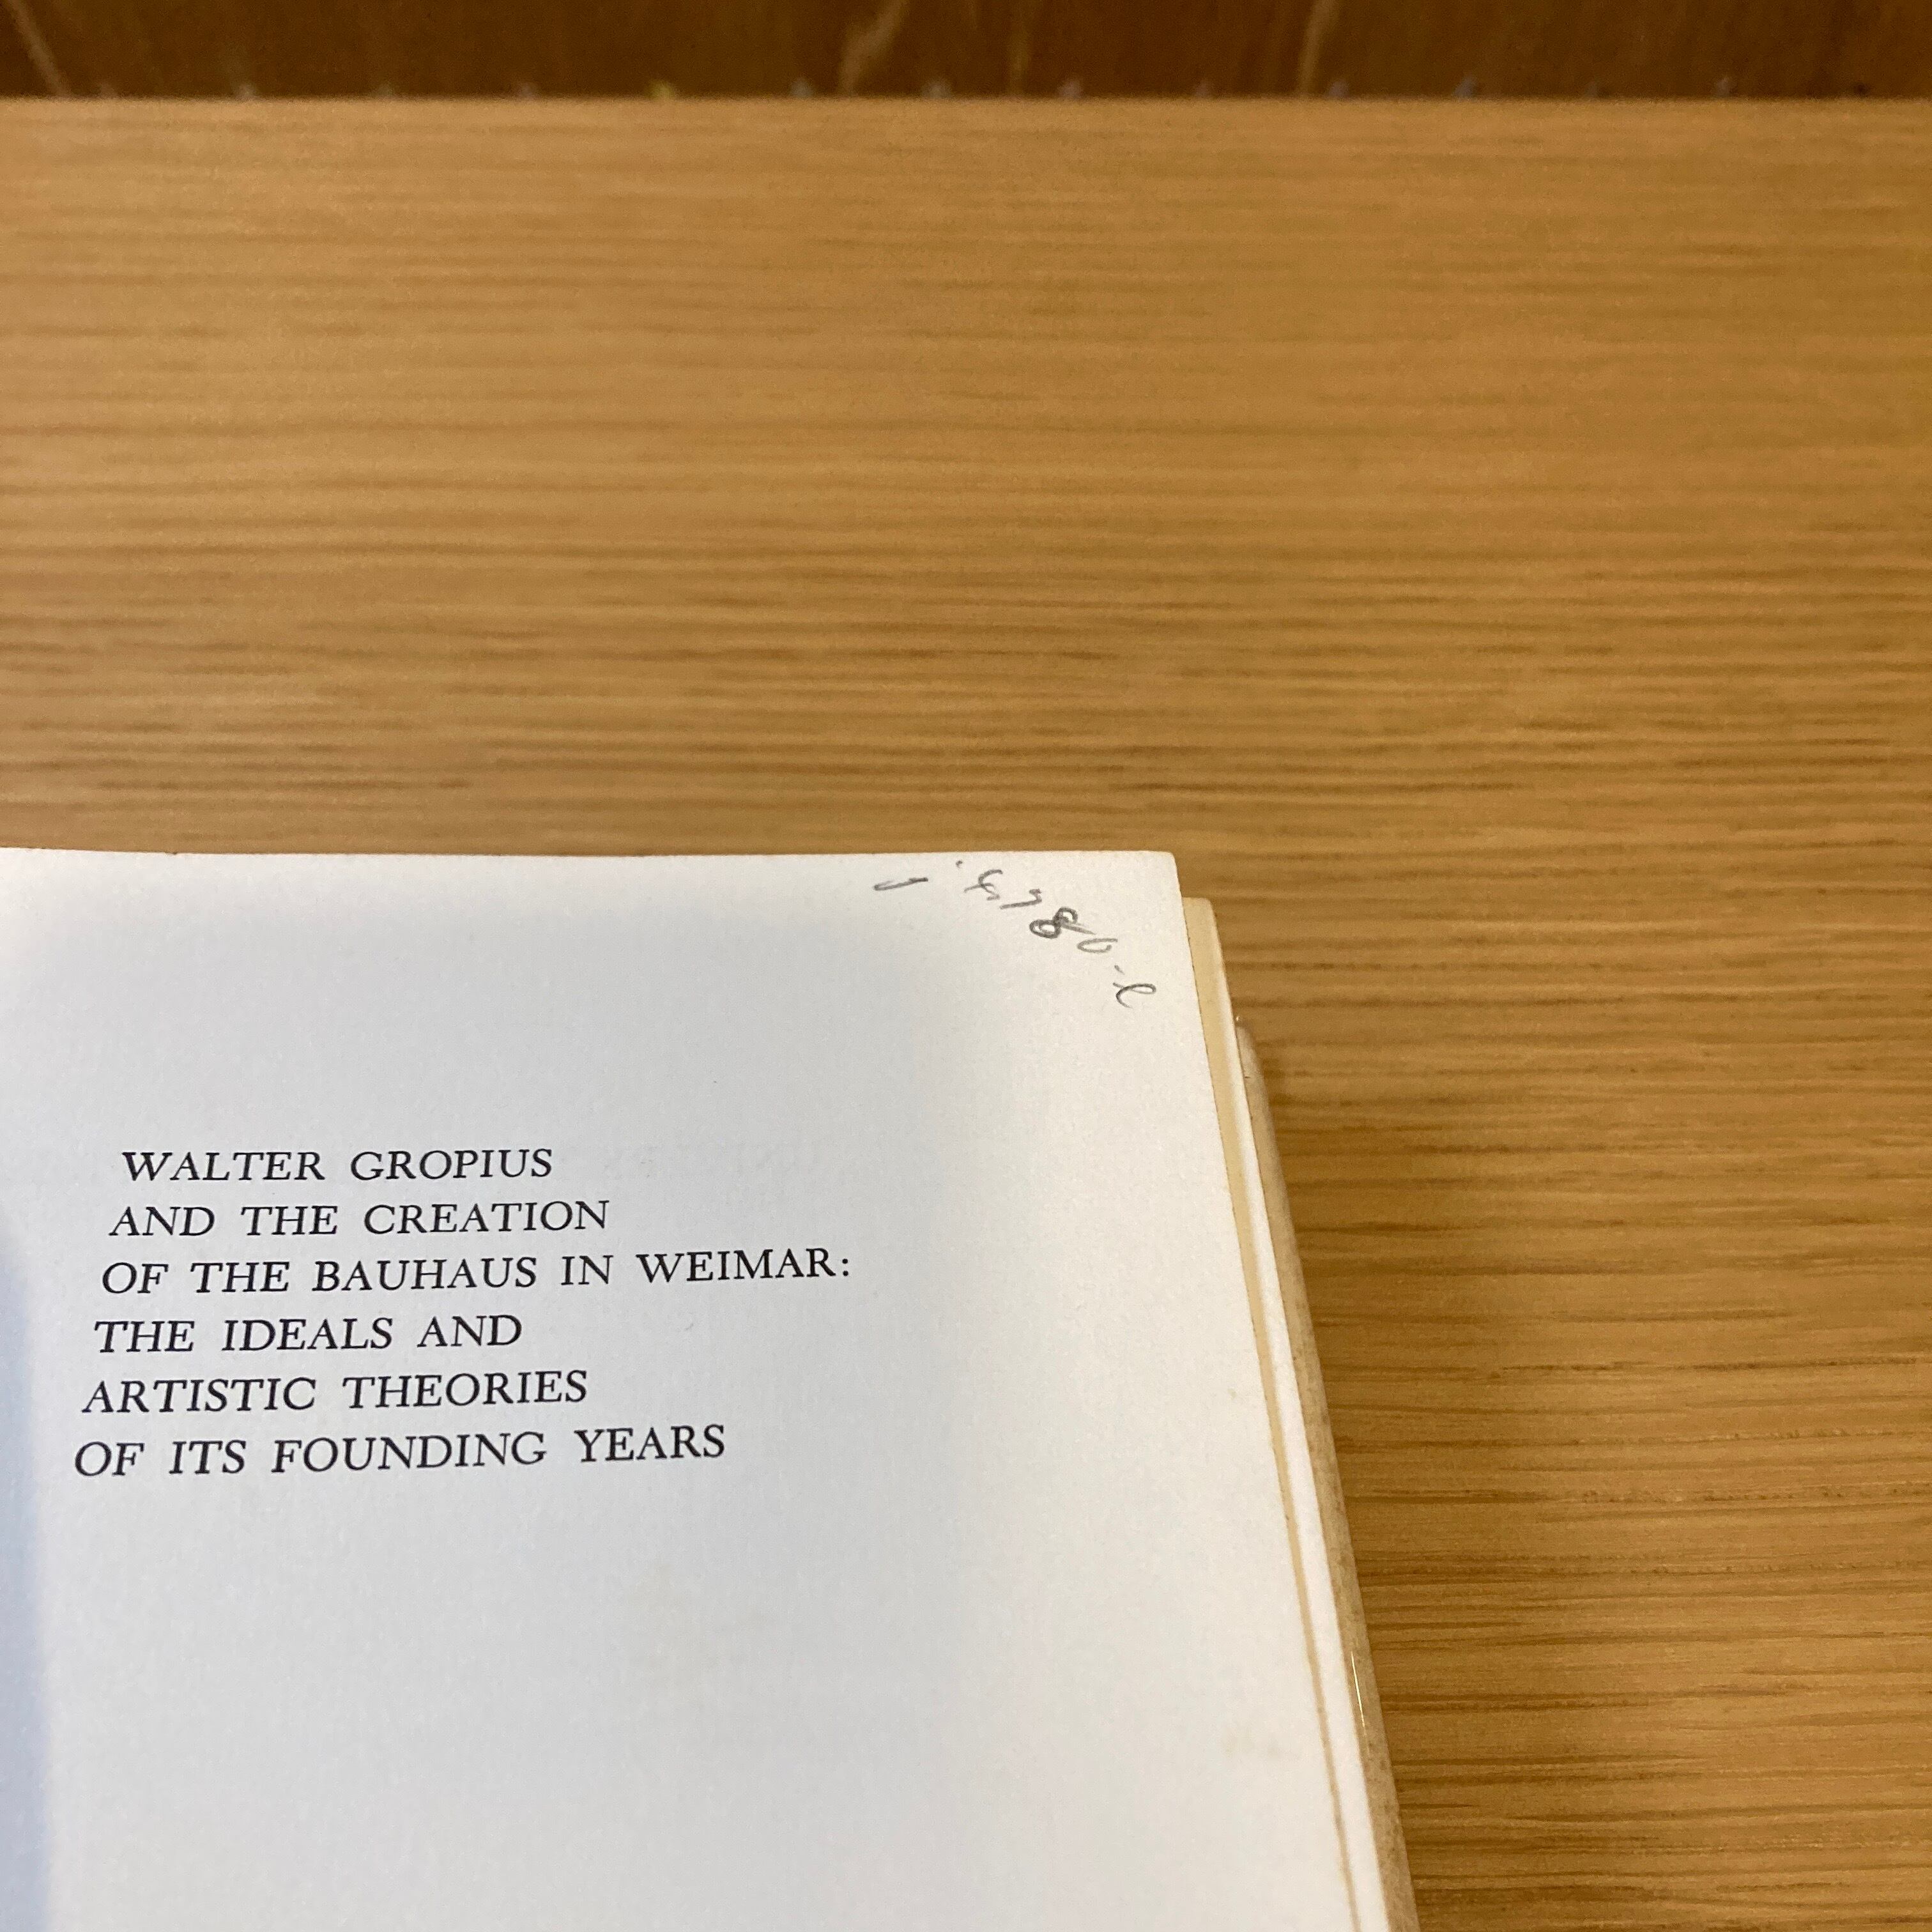 WALTER GROPIUS
AND THE CREATION
OF THE BAUHAUS IN WEIMAR:
THE IDEALS AND
ARTISTIC THEORIES
OF ITS FOUNDING YEARS